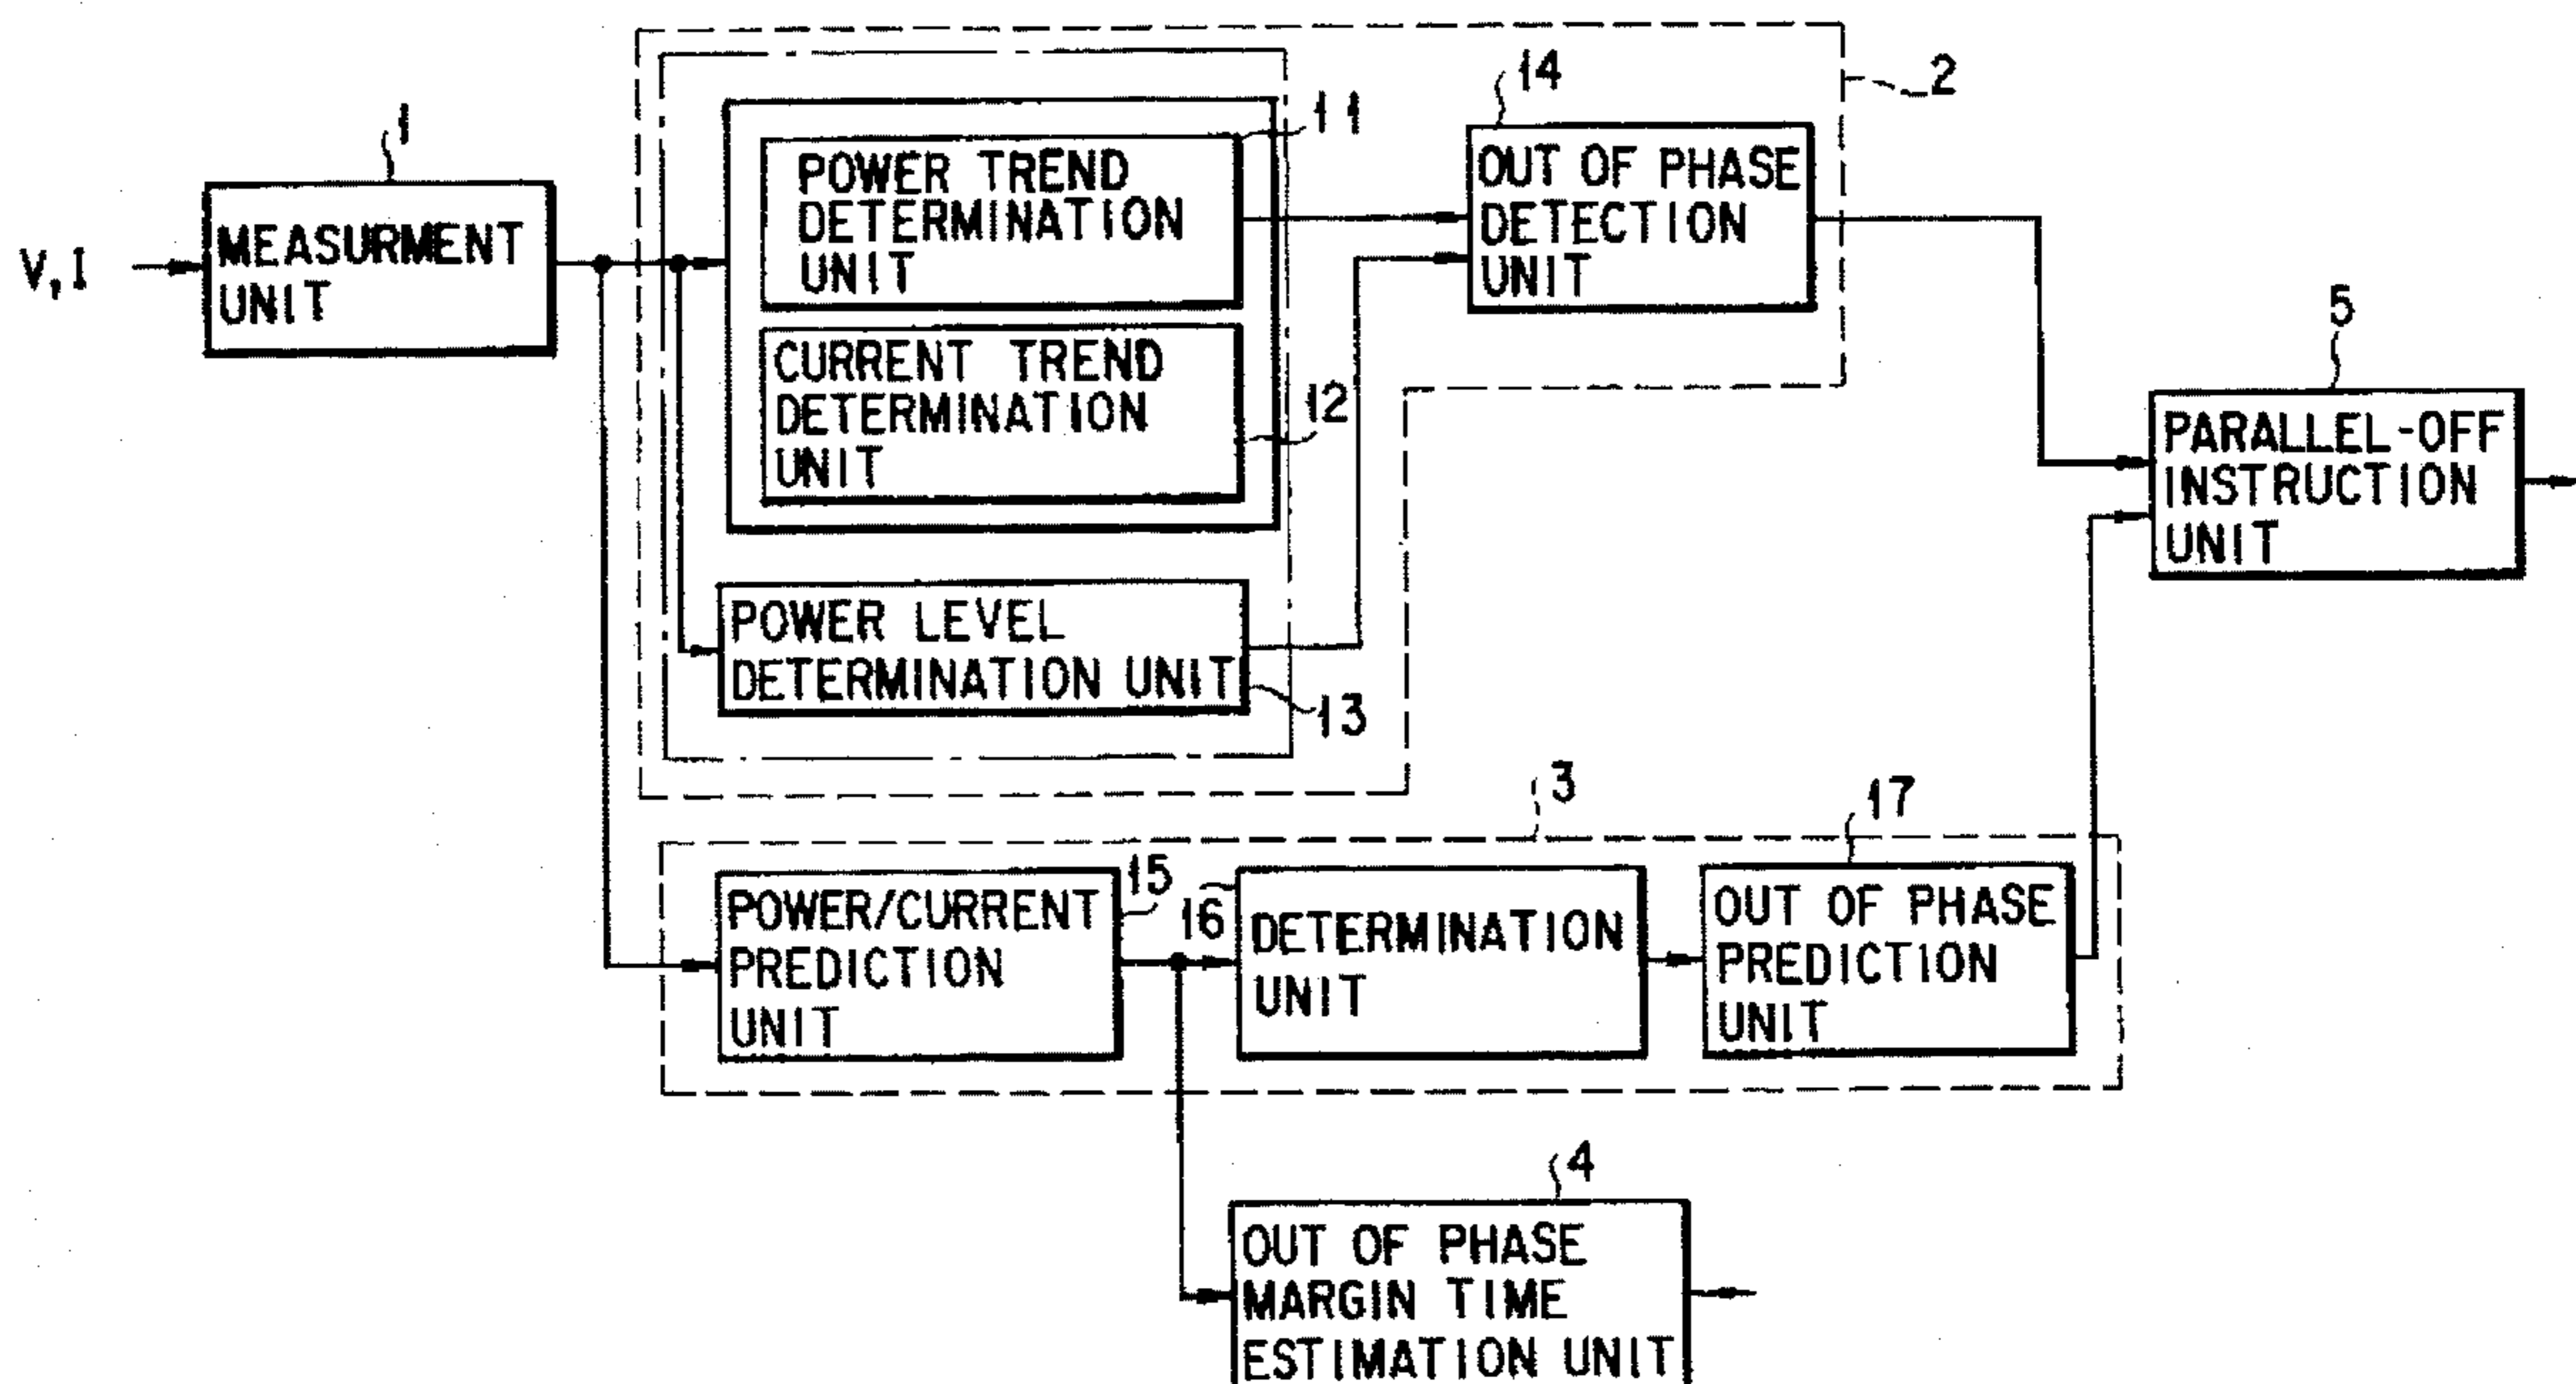 1
V,I
MEASURMENT
UNIT
2
11
POWER TREND
DETERMINATION
UNIT
12
CURRENT TREND
DETERMINATION
UNIT
13
POWER LEVEL
DETERMINATION UNIT
14
OUT OF PHASE
DETECTION
UNIT
5
PARALLEL-OFF
INSTRUCTION
UNIT
3
15
POWER/CURRENT
PREDICTION
UNIT
16
DETERMINATION
UNIT
17
OUT OF PHASE
PREDICTION
UNIT
4
OUT OF PHASE
MARGIN TIME
ESTIMATION UNIT